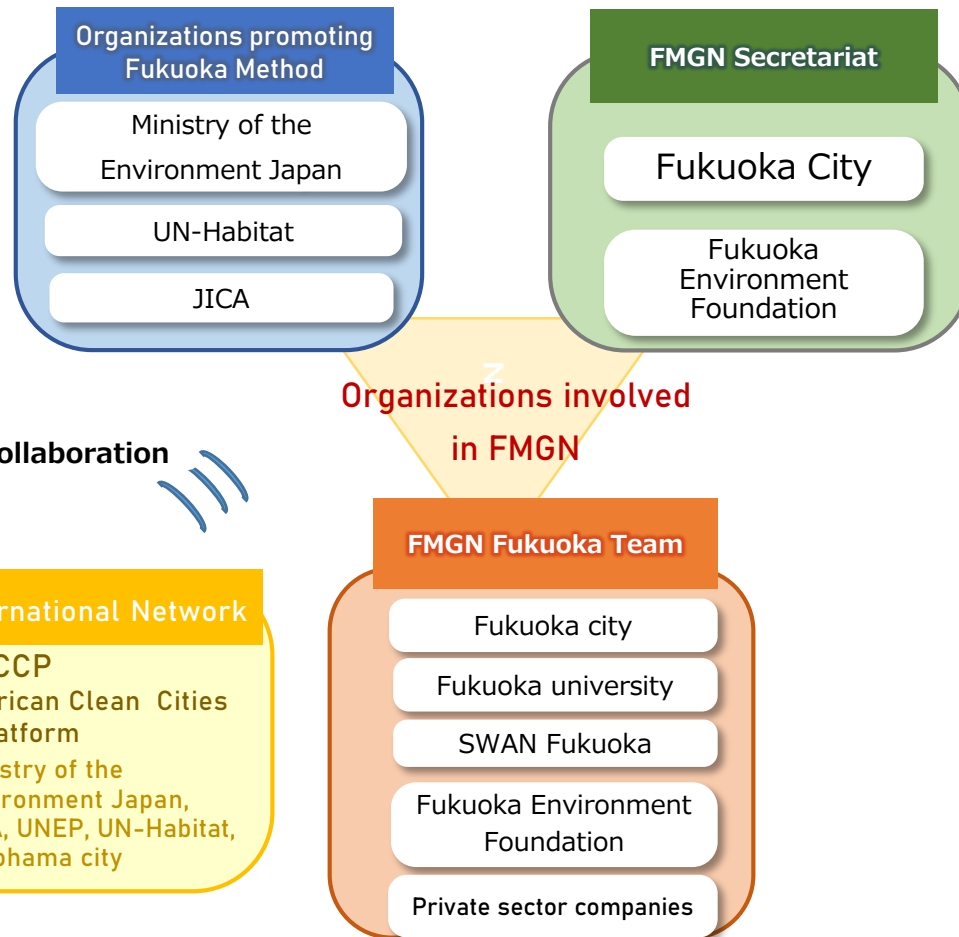 Organizations promoting
Fukuoka Method
Ministry of the
Environment Japan
UN-Habitat
JICA
FMGN Secretariat
Fukuoka City
Fukuoka
Environment
Foundation
Organizations involved
in FMGN
FMGN Fukuoka Team
Fukuoka city
Fukuoka university
SWAN Fukuoka
Fukuoka Environment
Foundation
Private sector companies
ollaboration
rnational Network
CCP
rican Clean Cities
atform
stry of the
ironment Japan,
A, UNEP, UN-Habitat,
ohama city